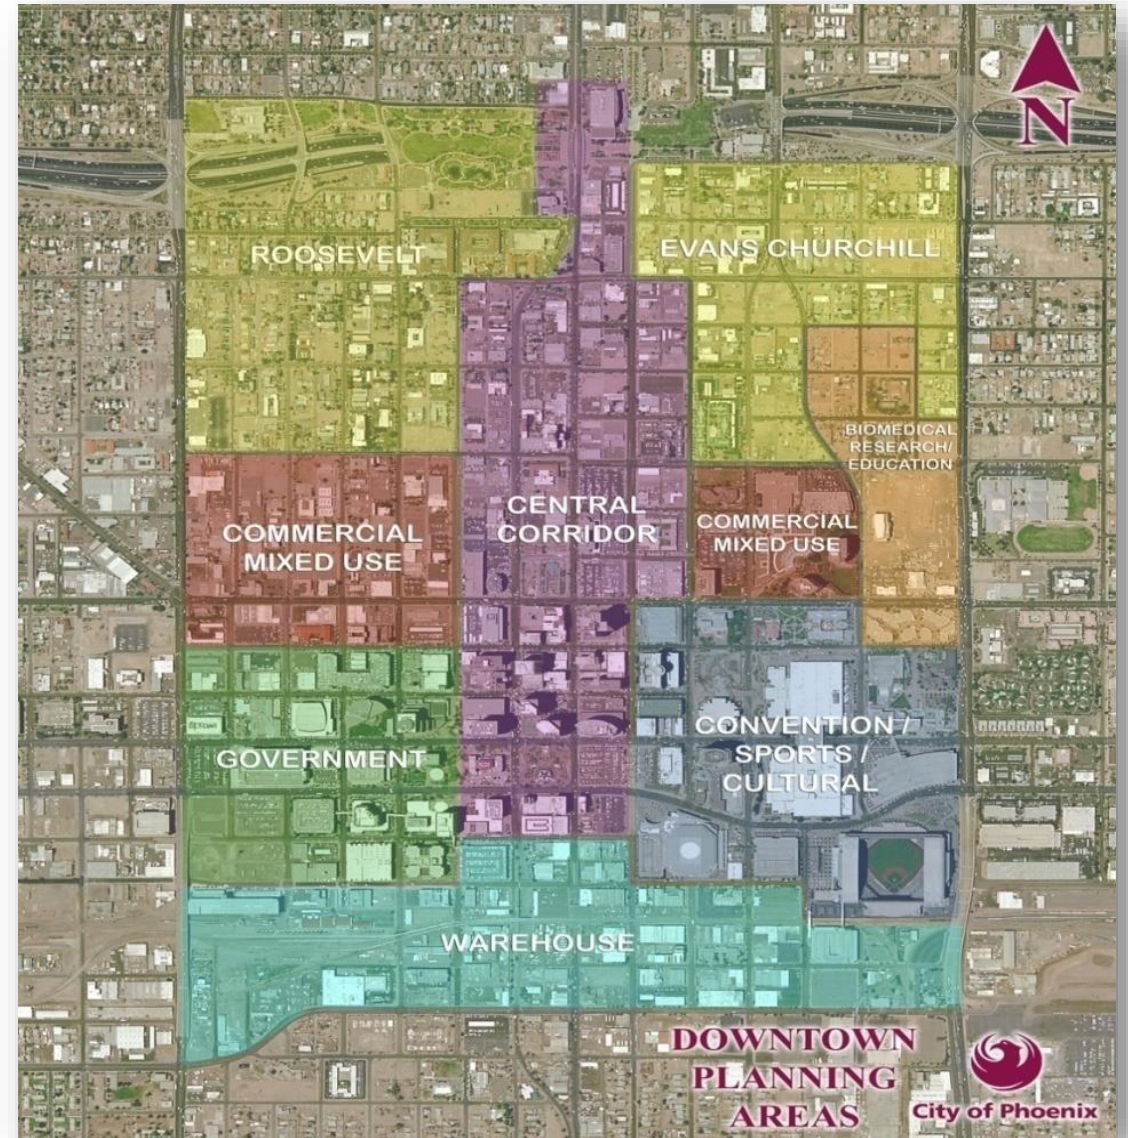 N
ROOSEVELT
EVANS CHURCHILL
BIOMEDICAL
RESEARCH/
EDUCATION
CENTRAL
CORRIDOR
COMMERCIAL
MIXED USE
COMMERCIAL
MIXED USE
CONVENTION /
SPORTS /
CULTURAL
GOVERNMENT
WAREHOUSE
DOWNTOWN
PLANNING
AREAS
City of Phoenix